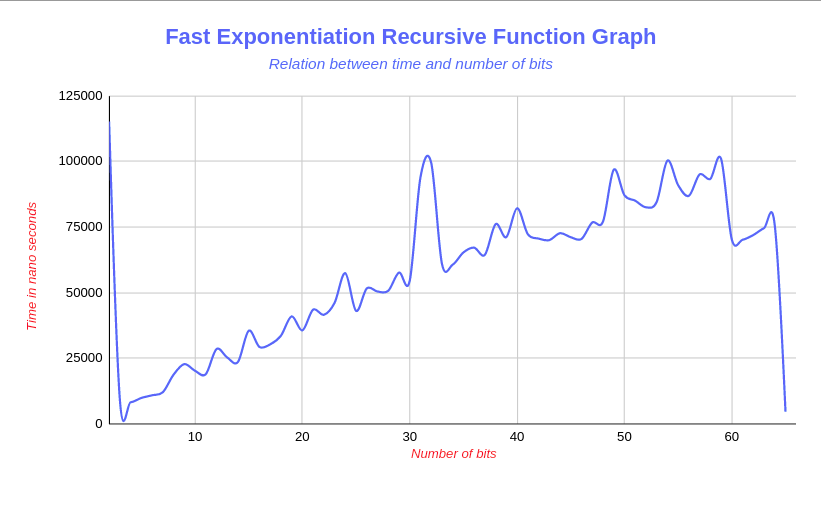 Fast Exponentiation Recursive Function Graph
Relation between time and number of bits
Time in nano seconds
125000
100000
75000
50000
25000
0
10 20 30 40 50 60
Number of bits